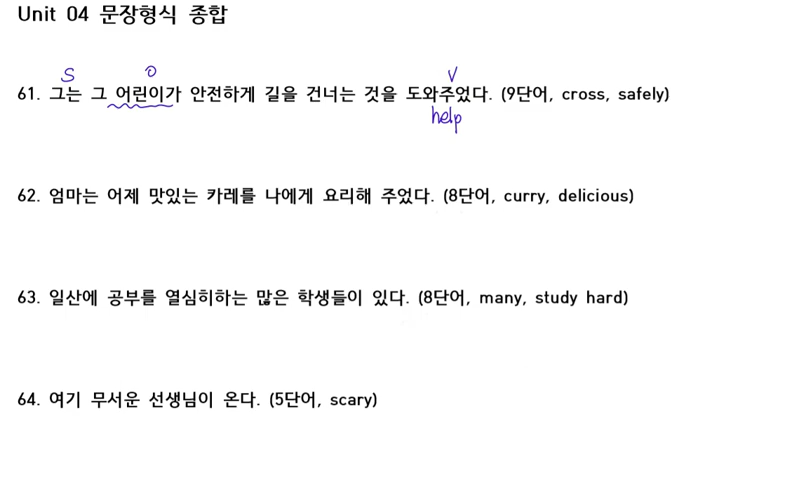 Unit 04 문장형식 종합
S O V
61. 그는 그 어린이가 안전하게 길을 건너는 것을 도와주었다. (9단어, cross, safely)
help
62. 엄마는 어제 맛있는 카레를 나에게 요리해 주었다. (8단어, curry, delicious)
63. 일산에 공부를 열심히하는 많은 학생들이 있다. (8단어, many, study hard)
64. 여기 무서운 선생님이 온다. (5단어, scary)